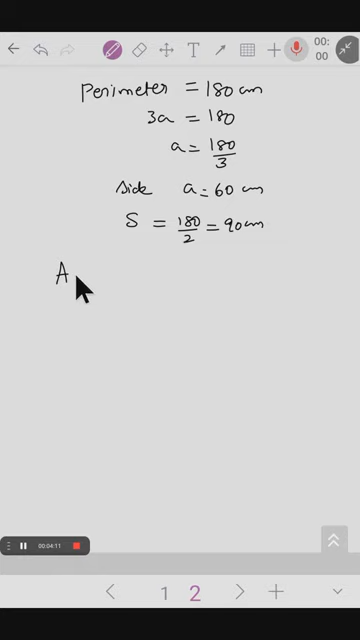 00:
00
Perimeter = 180 cm
3a = 180
a = 180/3
Side a = 60 cm
S = 180/2 = 90 cm
A
00:04:11
1 2